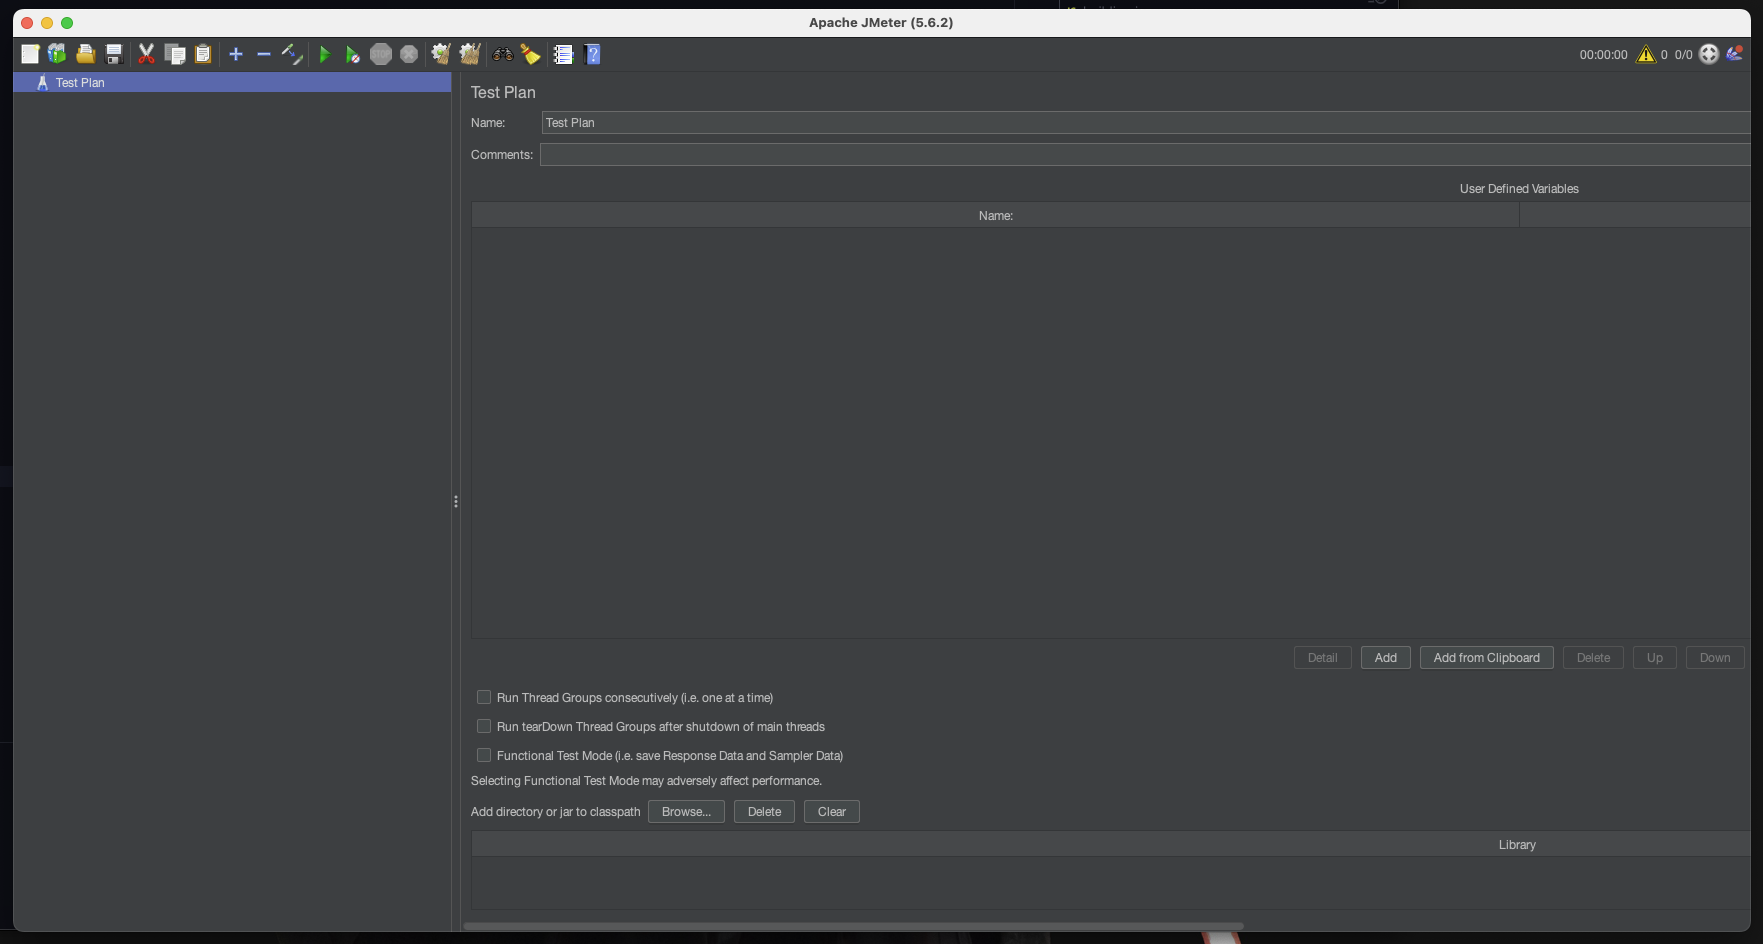 Apache JMeter (5.6.2)
STOP
00:00:00 0 0/0
Test Plan
Test Plan
Name: Test Plan
Comments:
User Defined Variables
Name:
Detail Add Add from Clipboard Delete Up Down
Run Thread Groups consecutively (i.e. one at a time)
Run tearDown Thread Groups after shutdown of main threads
Functional Test Mode (i.e. save Response Data and Sampler Data)
Selecting Functional Test Mode may adversely affect performance.
Add directory or jar to classpath Browse... Delete Clear
Library